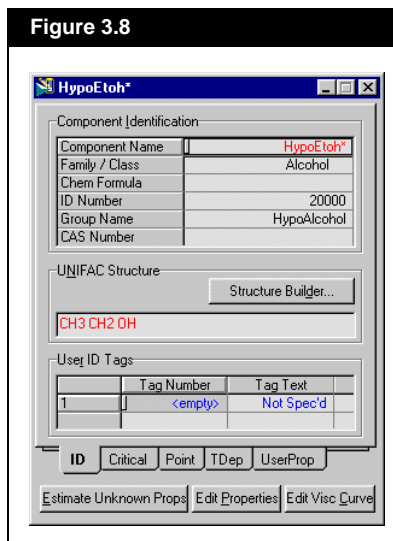 Figure 3.8
HypoEtoh*
Component Identification
Component Name HypoEtoh*
Family / Class Alcohol
Chem Formula
ID Number 20000
Group Name HypoAlcohol
CAS Number
UNIFAC Structure
Structure Builder...
CH3 CH2 OH
User ID Tags
Tag Number Tag Text
1 <empty> Not Spec'd
ID Critical Point TDep UserProp
Estimate Unknown Props Edit Properties Edit Visc Curve